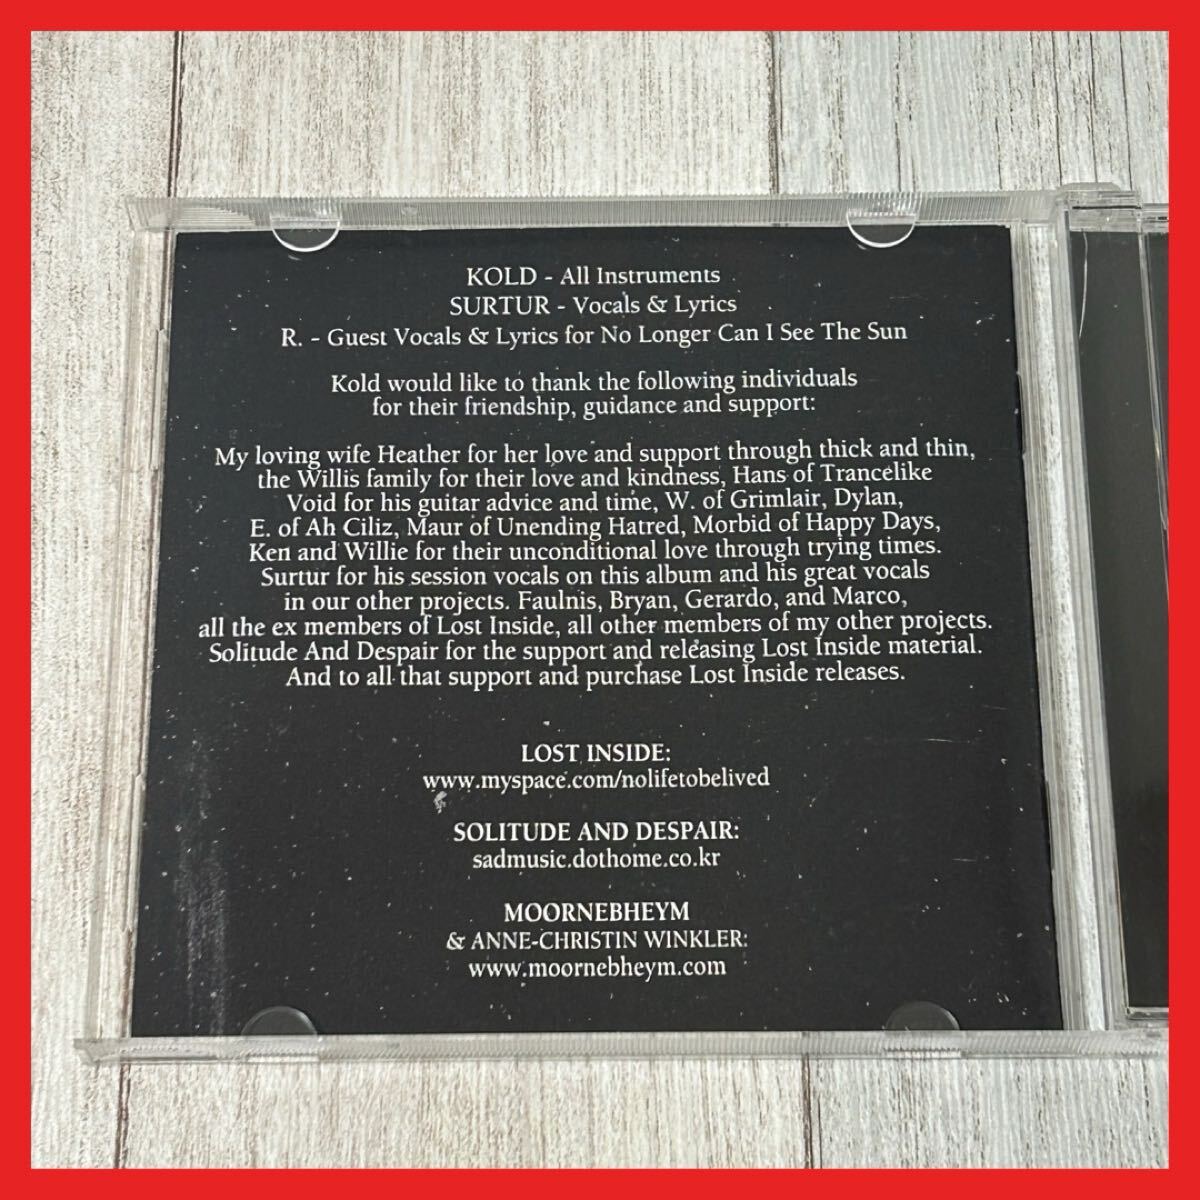 KOLD - All Instruments
SURTUR - Vocals & Lyrics
R. - Guest Vocals & Lyrics for No Longer Can I See The Sun
Kold would like to thank the following individuals
for their friendship, guidance and support:
My loving wife Heather for her love and support through thick and thin,
the Willis family for their love and kindness, Hans of Trancelike
Void for his guitar advice and time, W. of Grimlair, Dylan,
E. of Ah Ciliz, Maur of Unending Hatred, Morbid of Happy Days,
Ken and Willie for their unconditional love through trying times.
Surtur for his session vocals on this album and his great vocals
in our other projects. Faulnis, Bryan, Gerardo, and Marco,
all the ex members of Lost Inside, all other members of my other projects.
Solitude And Despair for the support and releasing Lost Inside material.
And to all that support and purchase Lost Inside releases.
LOST INSIDE:
www.myspace.com/nolifetobelived
SOLITUDE AND DESPAIR:
sadmusic.dothome.co.kr
MOORNEBHEYM
& ANNE-CHRISTIN WINKLER:
www.moornebheym.com